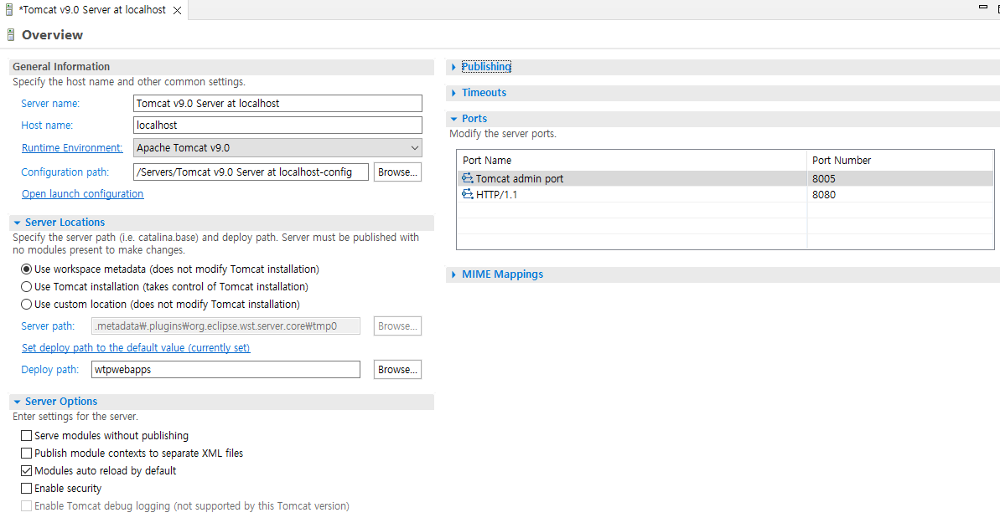 *Tomcat v9.0 Server at localhost
Overview
General Information
Specify the host name and other common settings.
Server name:
Tomcat v9.0 Server at localhost
Host name:
localhost
Runtime Environment:
Apache Tomcat v9.0
Configuration path:
/Servers/Tomcat v9.0 Server at localhost-config
Browse...
Open launch configuration
Server Locations
Specify the server path (i.e. catalina.base) and deploy path. Server must be published with
no modules present to make changes.
Use workspace metadata (does not modify Tomcat installation)
Use Tomcat installation (takes control of Tomcat installation)
Use custom location (does not modify Tomcat installation)
Server path:
.metadata₩.plugins₩org.eclipse.wst.server.core₩tmp0
Browse...
Set deploy path to the default value (currently set)
Deploy path:
wtpwebapps
Browse...
Server Options
Enter settings for the server.
Serve modules without publishing
Publish module contexts to separate XML files
Modules auto reload by default
Enable security
Enable Tomcat debug logging (not supported by this Tomcat version)
Publishing
Timeouts
Ports
Modify the server ports.
Port Name
Port Number
Tomcat admin port
8005
HTTP/1.1
8080
MIME Mappings